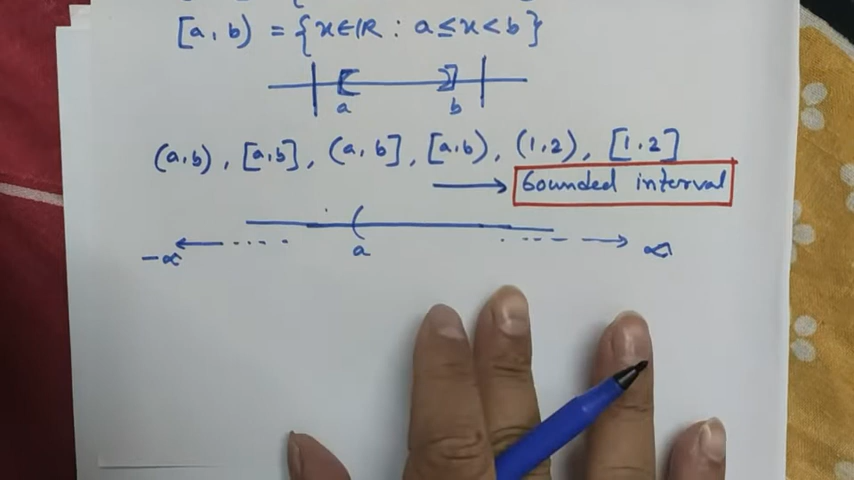 [a, b) = {x∈ℝ : a≤x<b}
a b
(a,b), [a,b], (a, b], [a,b), (1,2), [1,2]
→ bounded interval
-∞ a ∞